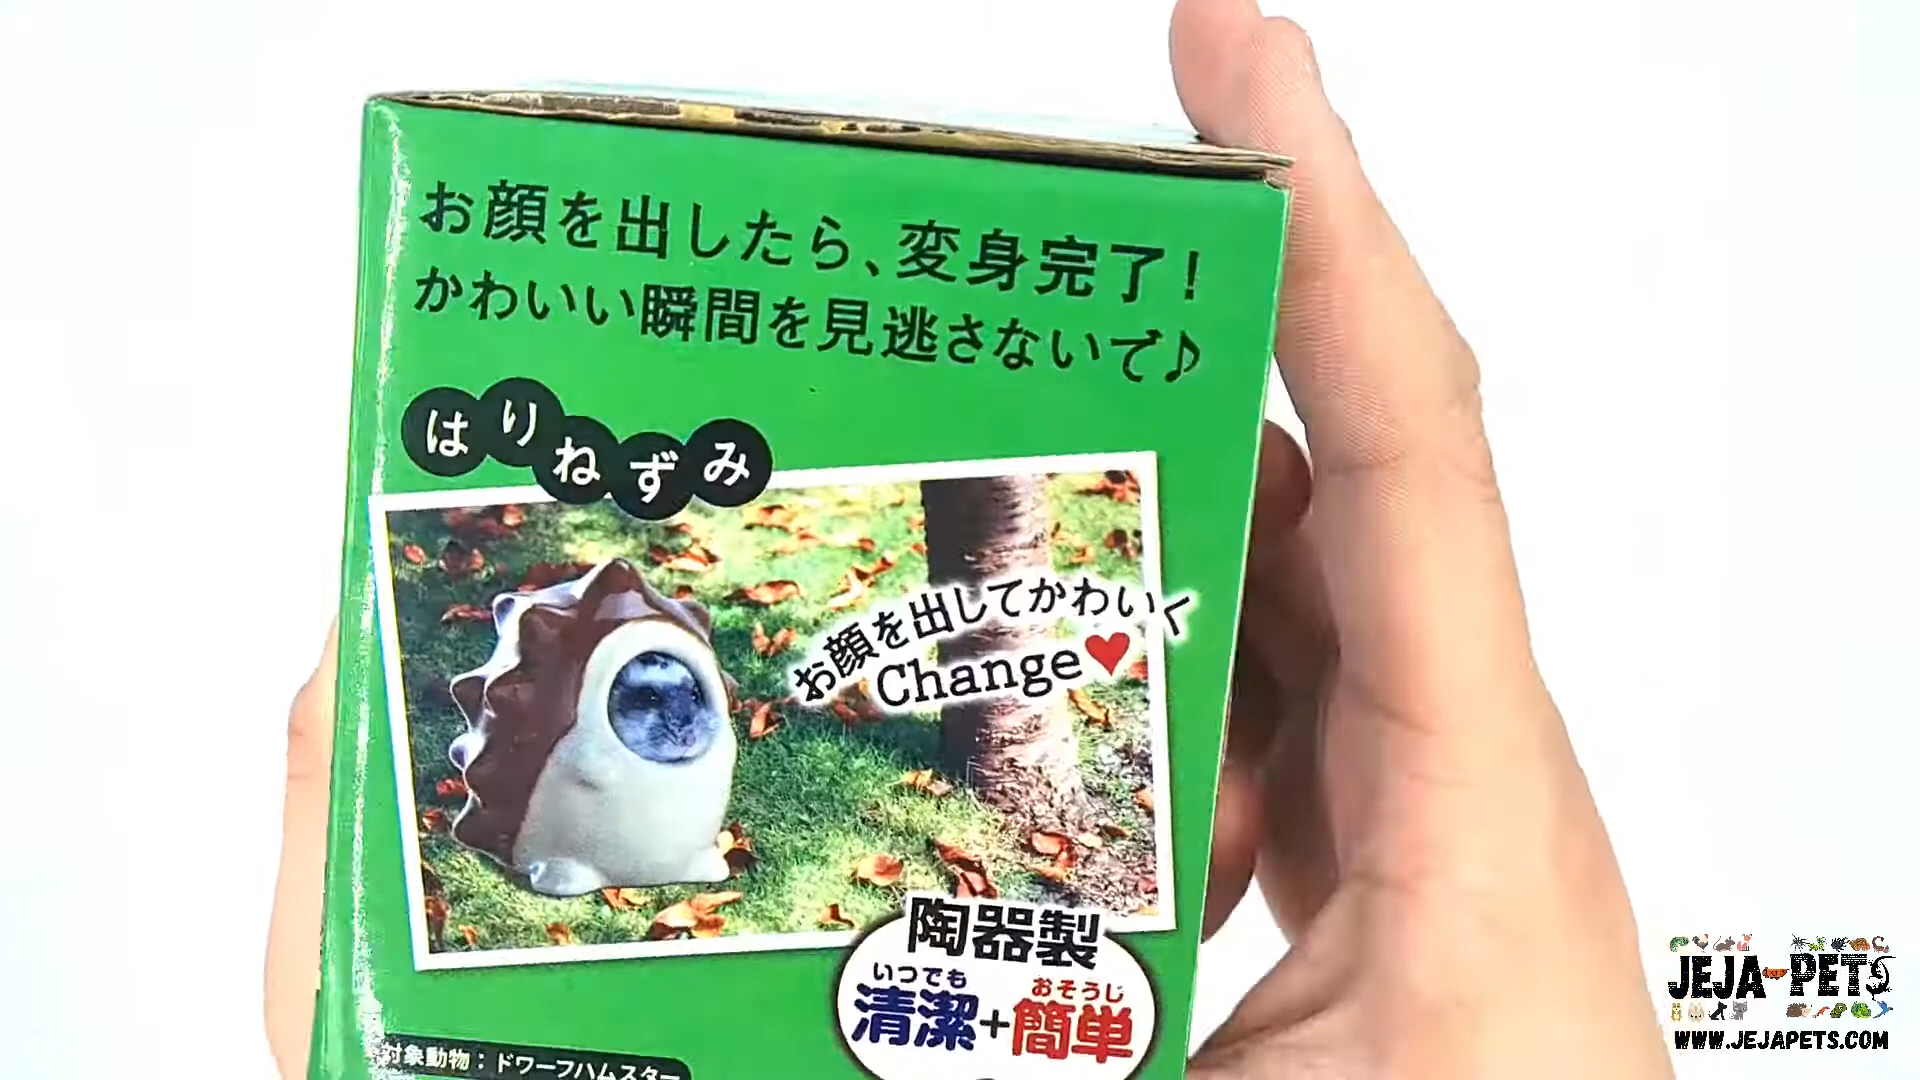 お顔を出したら、変身完了!
かわいい瞬間を見逃さないで♪
はりねずみ
お顔を出してかわいく
Change♥
陶器製
いつでも おそうじ
清潔+簡単
対象動物:ドワーフハムスター
JEJA-PETS
WWW.JEJAPETS.COM